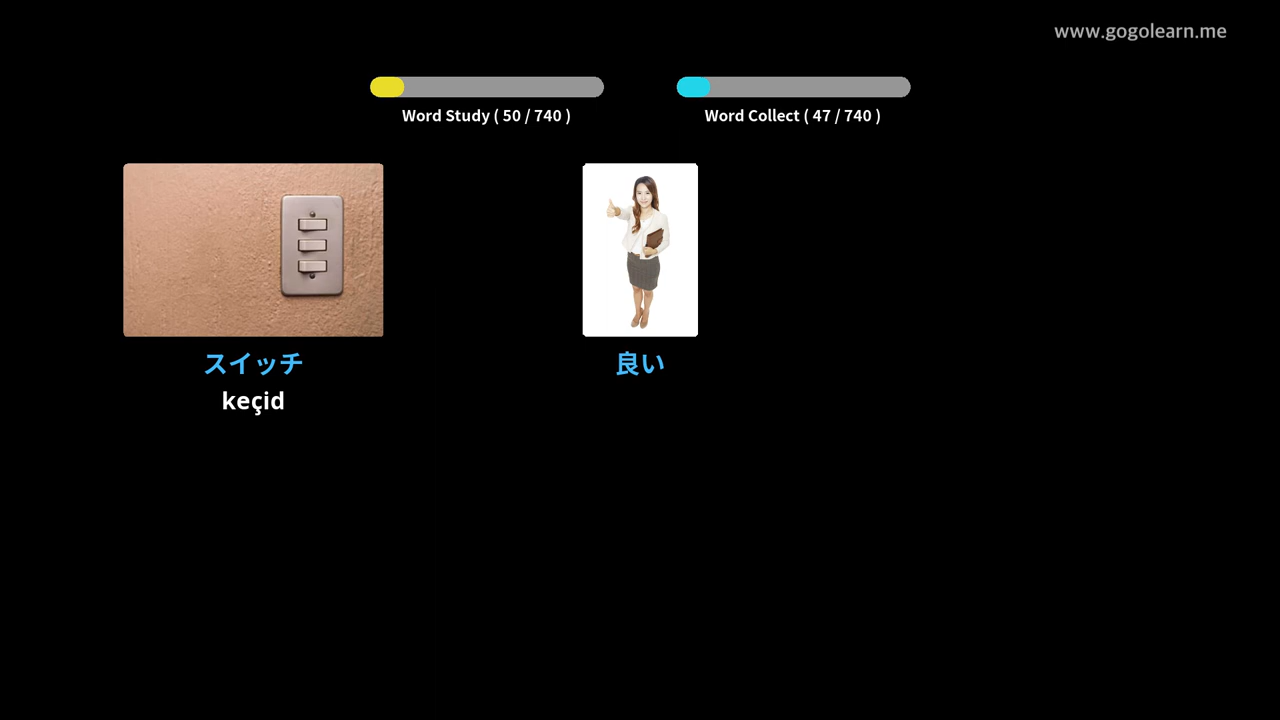 www.gogolearn.me
Word Study ( 50 / 740 )
Word Collect ( 47 / 740 )
スイッチ
keçid
良い